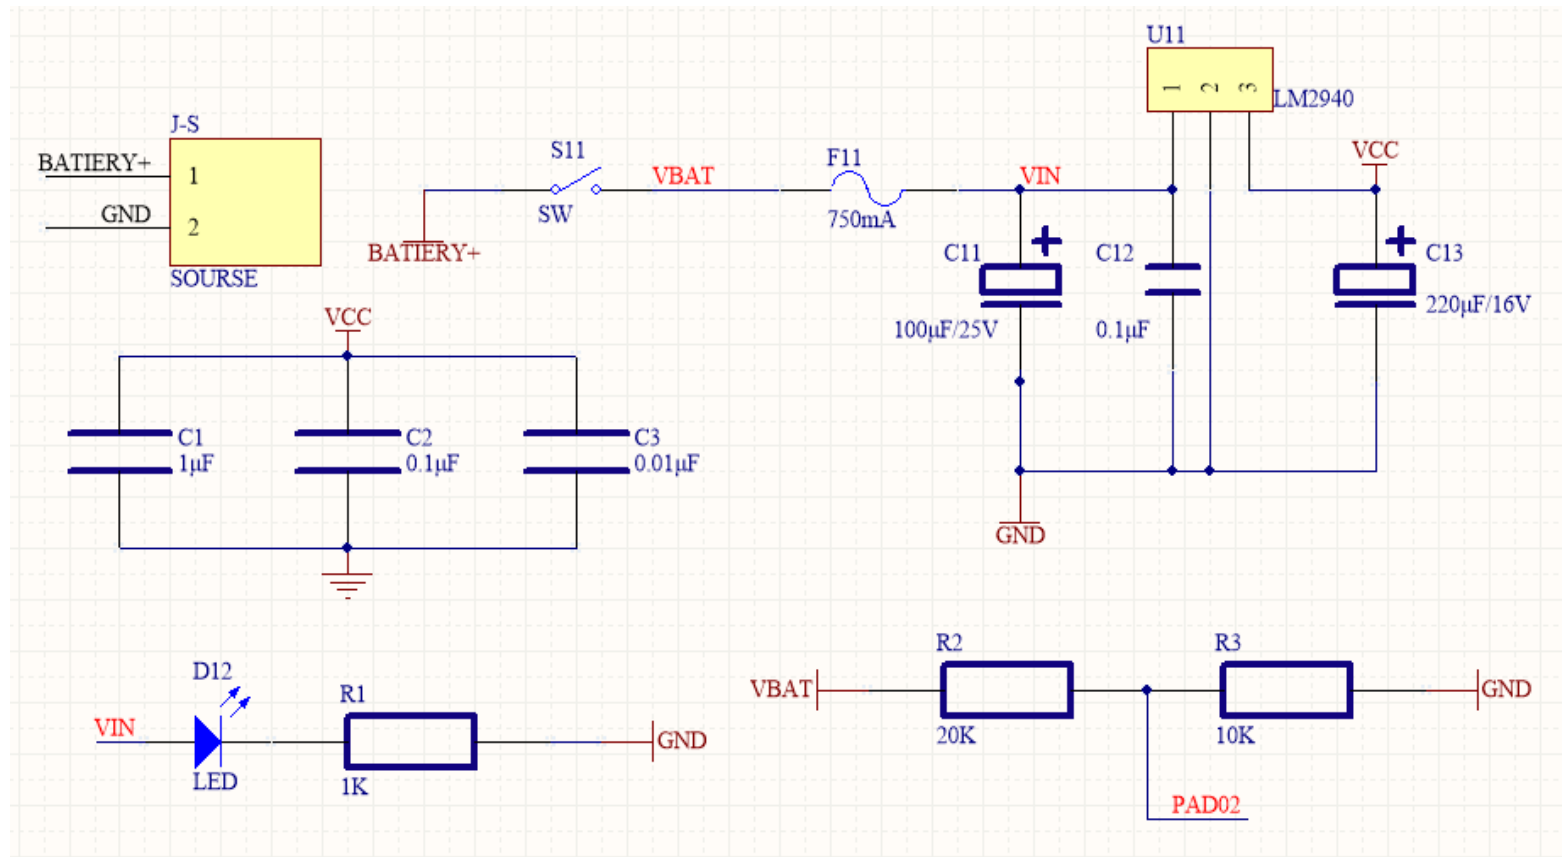 U11
1 2 3
LM2940
J-S
BATIERY+
1
GND
2
SOURSE
S11
SW
VBAT
BATIERY+
F11
750mA
VIN
VCC
C11
100μF/25V
C12
0.1μF
C13
220μF/16V
GND
VCC
C1
1μF
C2
0.1μF
C3
0.01μF
D12
VIN
LED
R1
1K
GND
VBAT
R2
20K
R3
10K
GND
PAD02